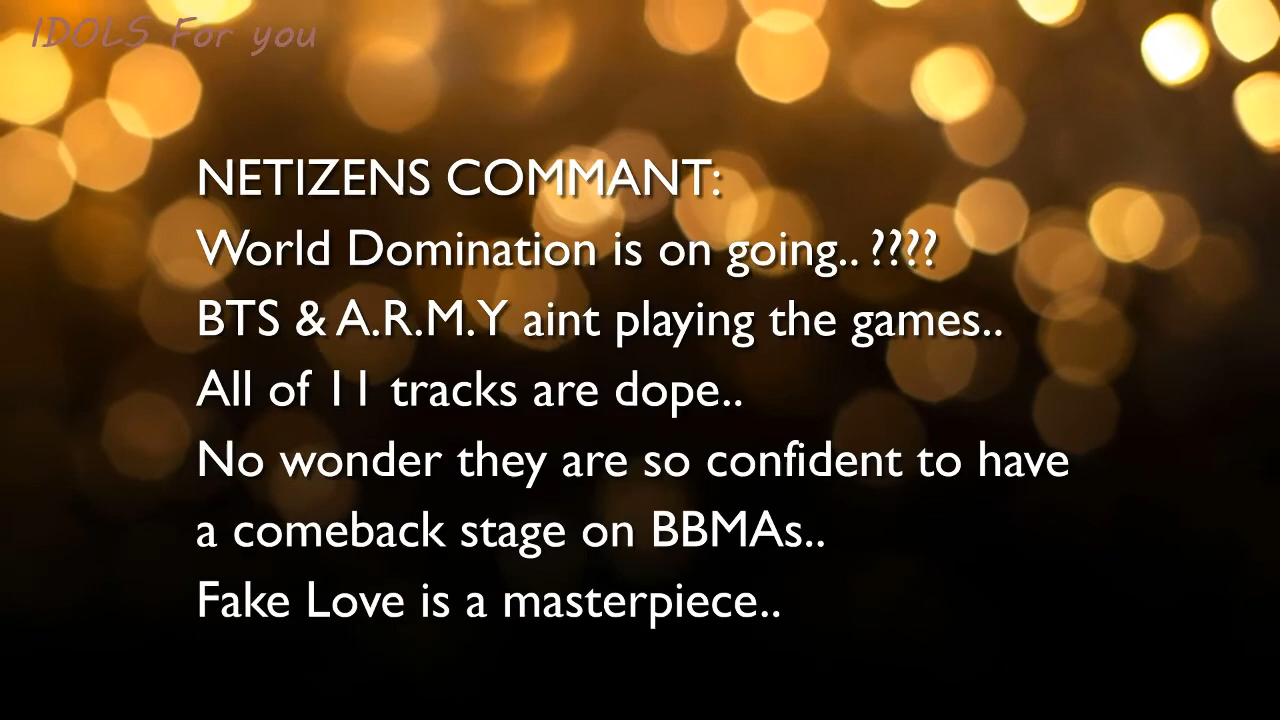 IDOLS For you
NETIZENS COMMANT:
World Domination is on going.. ????
BTS & A.R.M.Y aint playing the games..
All of 11 tracks are dope..
No wonder they are so confident to have
a comeback stage on BBMAs..
Fake Love is a masterpiece..